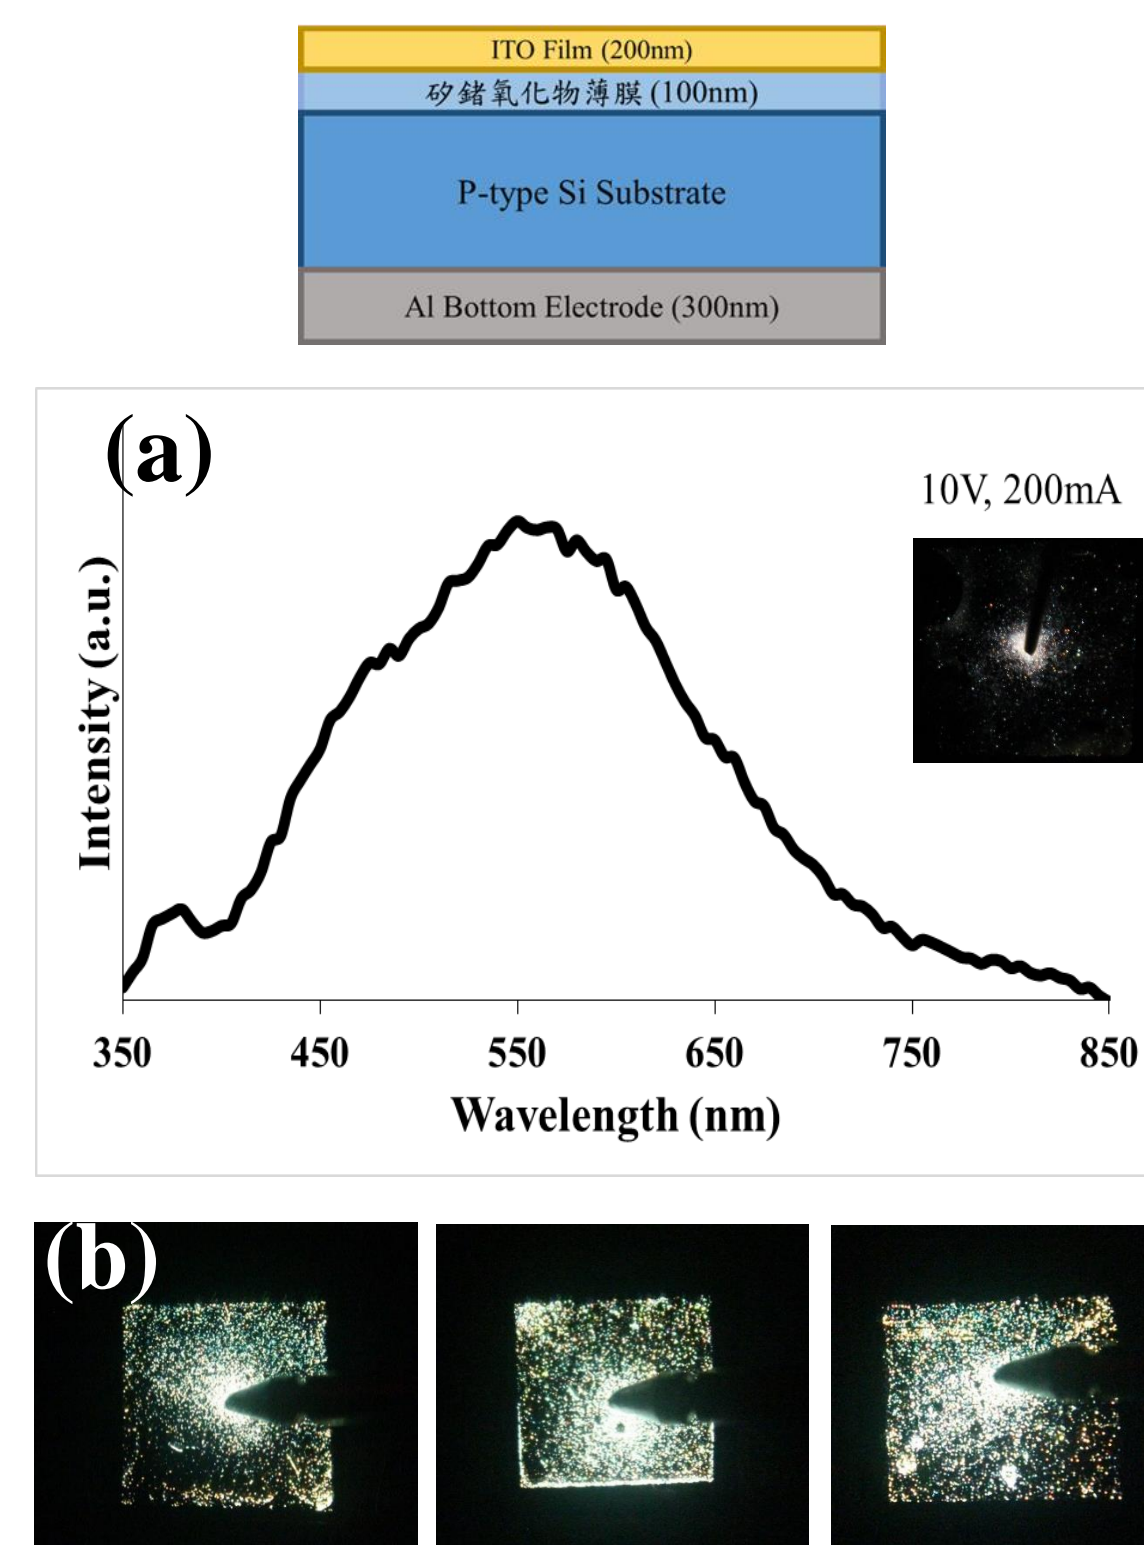 ITO Film (200nm)
矽鍺氧化物薄膜 (100nm)
P-type Si Substrate
Al Bottom Electrode (300nm)
(a)
10V, 200mA
Intensity (a.u.)
350 450 550 650 750 850
Wavelength (nm)
(b)